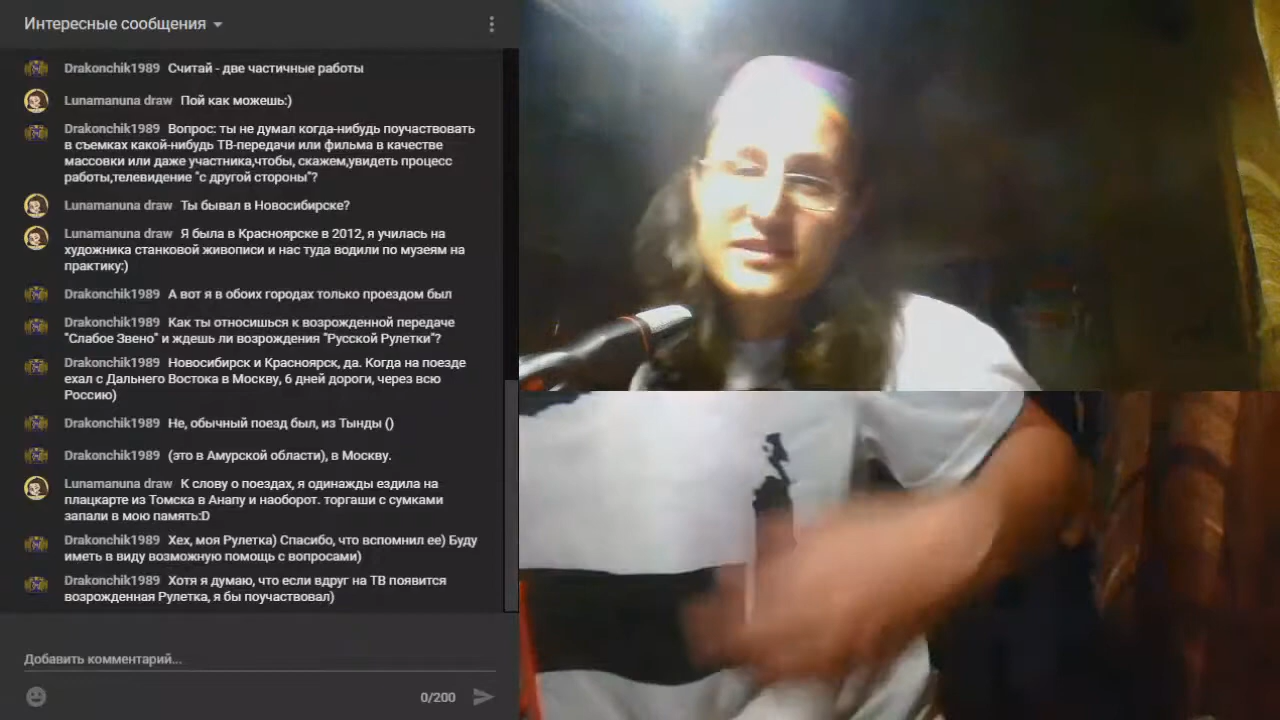 Интересные сообщения
Drakonchik1989 Считай - две частичные работы
Lunamanuna draw Пой как можешь:)
Drakonchik1989 Вопрос: ты не думал когда-нибудь поучаствовать
в съемках какой-нибудь ТВ-передачи или фильма в качестве
массовки или даже участника,чтобы, скажем,увидеть процесс
работы,телевидение "с другой стороны"?
Lunamanuna draw Ты бывал в Новосибирске?
Lunamanuna draw Я была в Красноярске в 2012, я училась на
художника станковой живописи и нас туда водили по музеям на
практику:)
Drakonchik1989 А вот я в обоих городах только проездом был
Drakonchik1989 Как ты относишься к возрожденной передаче
"Слабое Звено" и ждешь ли возрождения "Русской Рулетки"?
Drakonchik1989 Новосибирск и Красноярск, да. Когда на поезде
ехал с Дальнего Востока в Москву, 6 дней дороги, через всю
Россию)
Drakonchik1989 Не, обычный поезд был, из Тынды ()
Drakonchik1989 (это в Амурской области), в Москву.
Lunamanuna draw К слову о поездах, я одинажды ездила на
плацкарте из Томска в Анапу и наоборот. торгаши с сумками
запали в мою память:D
Drakonchik1989 Хех, моя Рулетка) Спасибо, что вспомнил ее) Буду
иметь в виду возможную помощь с вопросами)
Drakonchik1989 Хотя я думаю, что если вдруг на ТВ появится
возрожденная Рулетка, я бы поучаствовал)
Добавить комментарий...
0/200